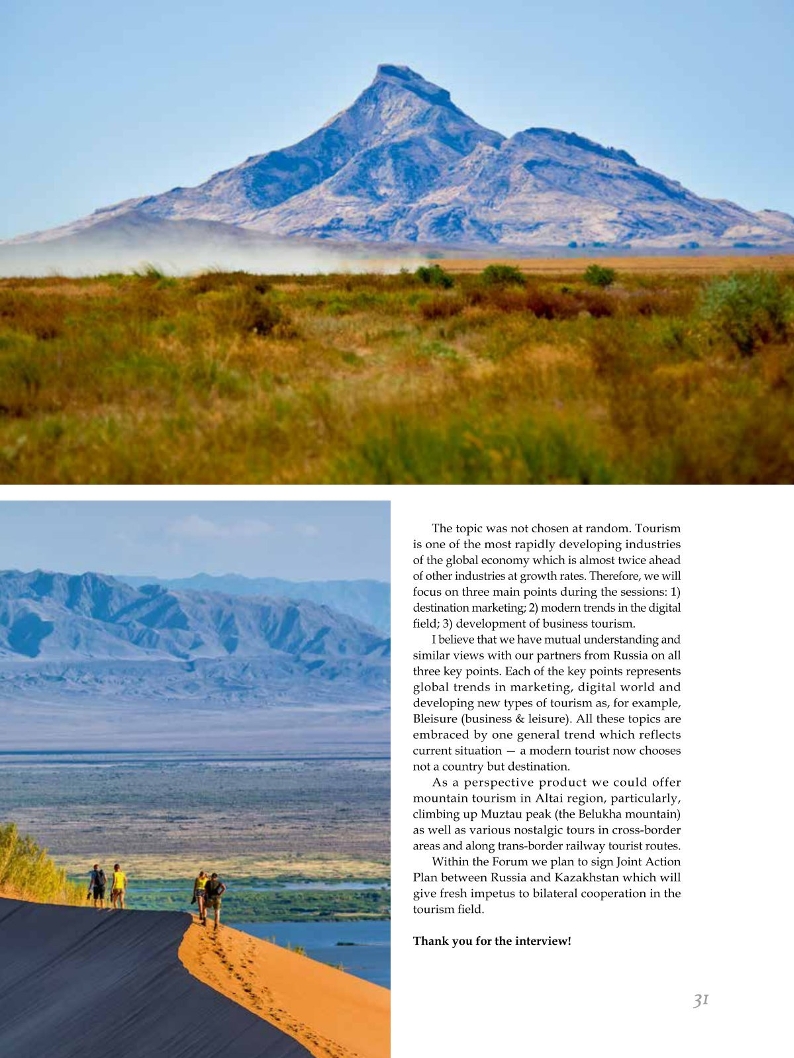 The topic was not chosen at random. Tourism
is one of the most rapidly developing industries
of the global economy which is almost twice ahead
of other industries at growth rates. Therefore, we will
focus on three main points during the sessions: 1)
destination marketing; 2) modern trends in the digital
field; 3) development of business tourism.
I believe that we have mutual understanding and
similar views with our partners from Russia on all
three key points. Each of the key points represents
global trends in marketing, digital world and
developing new types of tourism as, for example,
Bleisure (business & leisure). All these topics are
embraced by one general trend which reflects
current situation — a modern tourist now chooses
not a country but destination.
As a perspective product we could offer
mountain tourism in Altai region, particularly,
climbing up Muztau peak (the Belukha mountain)
as well as various nostalgic tours in cross-border
areas and along trans-border railway tourist routes.
Within the Forum we plan to sign Joint Action
Plan between Russia and Kazakhstan which will
give fresh impetus to bilateral cooperation in the
tourism field.
Thank you for the interview!
31